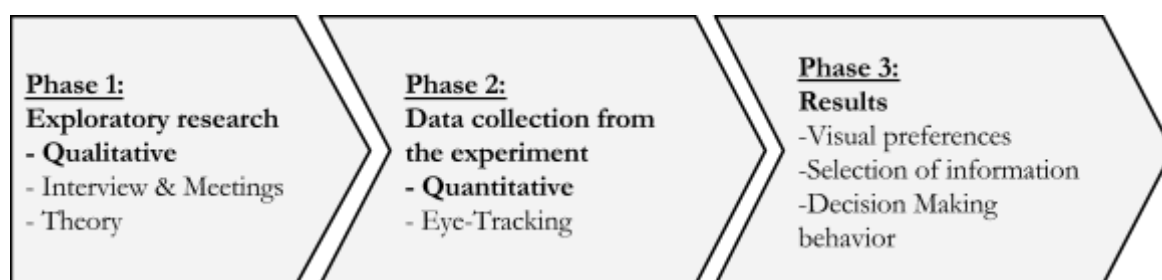 Phase 1:
Exploratory research
- Qualitative
- Interview & Meetings
- Theory
Phase 2:
Data collection from
the experiment
- Quantitative
- Eye-Tracking
Phase 3:
Results
-Visual preferences
-Selection of information
-Decision Making
behavior